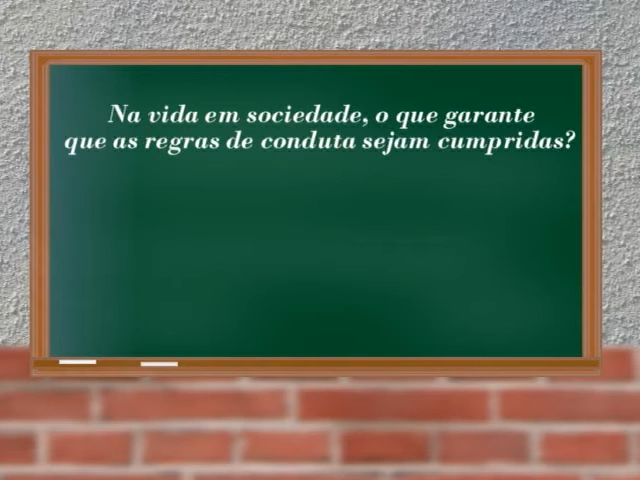 Na vida em sociedade, o que garante
que as regras de conduta sejam cumpridas?